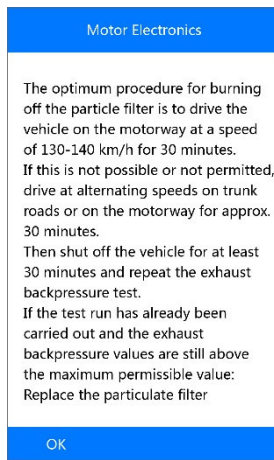 Motor Electronics
The optimum procedure for burning
off the particle filter is to drive the
vehicle on the motorway at a speed
of 130-140 km/h for 30 minutes.
If this is not possible or not permitted,
drive at alternating speeds on trunk
roads or on the motorway for approx.
30 minutes.
Then shut off the vehicle for at least
30 minutes and repeat the exhaust
backpressure test.
If the test run has already been
carried out and the exhaust
backpressure values are still above
the maximum permissible value:
Replace the particulate filter
OK